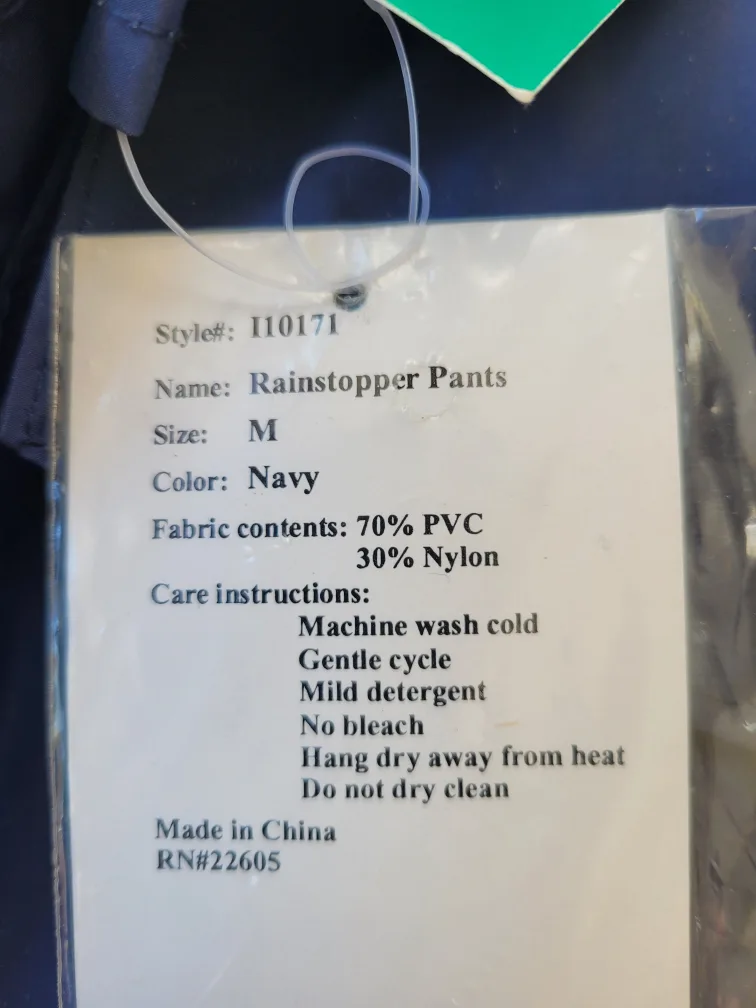 Style#: I10171
Name: Rainstopper Pants
Size: M
Color: Navy
Fabric contents: 70% PVC
30% Nylon
Care instructions:
Machine wash cold
Gentle cycle
Mild detergent
No bleach
Hang dry away from heat
Do not dry clean
Made in China
RN#22605